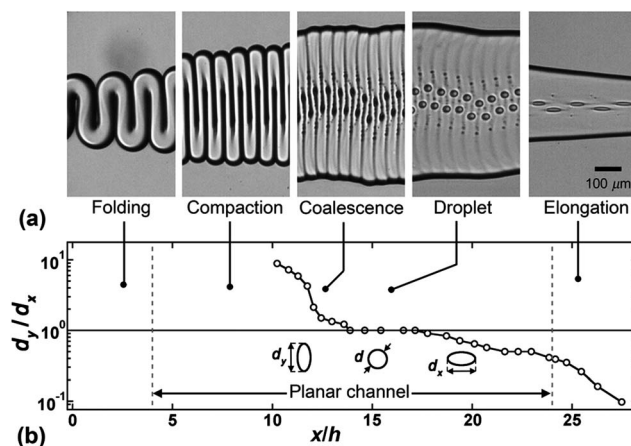 (a)
100 μm
Folding Compaction Coalescence Droplet Elongation
d_y/d_x
10¹
10⁰
10⁻¹
d_y d d_x
Planar channel
0 5 10 15 20 25
(b) x/h